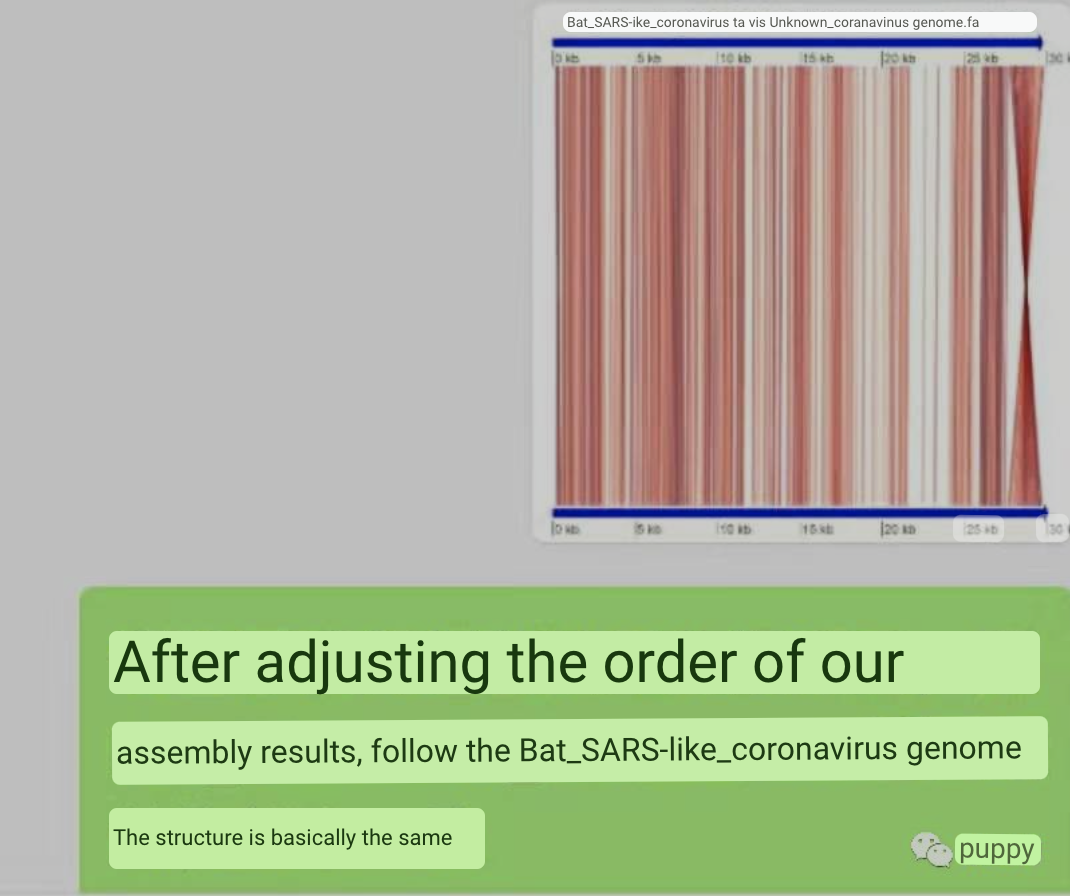 Bat_SARS-ike_coronavirus ta vis Unknown_coranavinus genome.fa
0 kb 5 kb 10 kb 15 kb 20 kb 25 kb 30 k
0 kb 5 kb 10 kb 15 kb 20 kb 25 kb 30 k
After adjusting the order of our
assembly results, follow the Bat_SARS-like_coronavirus genome
The structure is basically the same
puppy